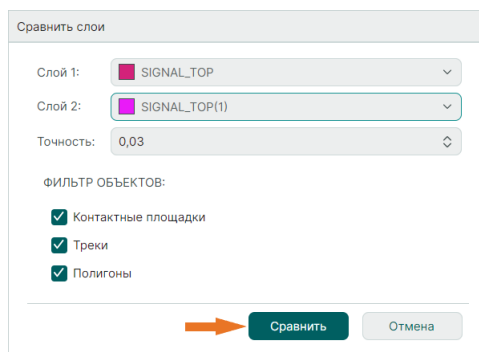 Сравнить слои
Слой 1: SIGNAL_TOP
Слой 2: SIGNAL_TOP(1)
Точность: 0,03
ФИЛЬТР ОБЪЕКТОВ:
Контактные площадки
Треки
Полигоны
Сравнить Отмена